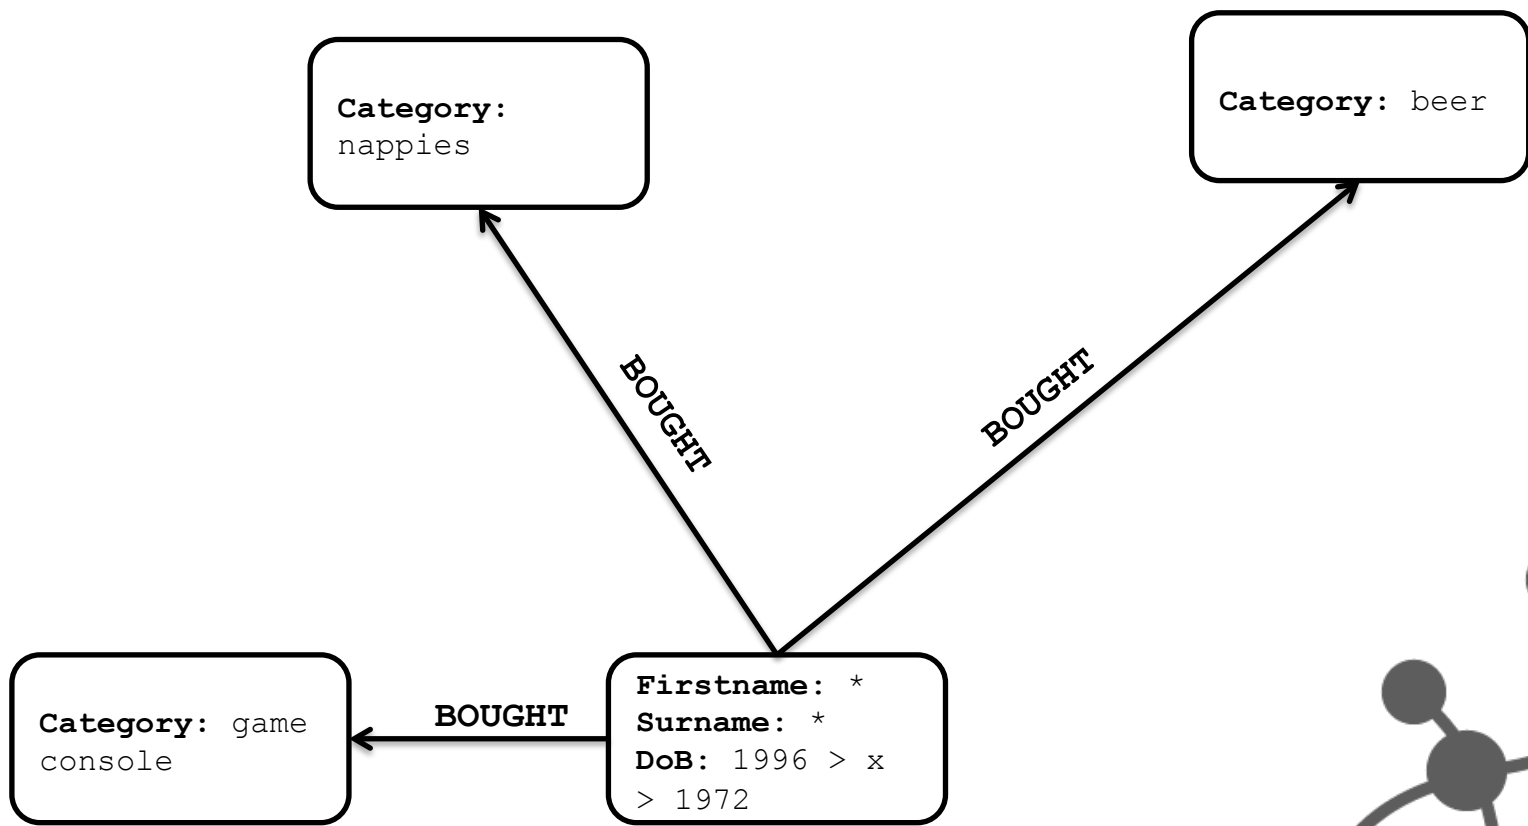 Category:
nappies
Category: beer
BOUGHT
BOUGHT
Category: game
console
BOUGHT
Firstname: *
Surname: *
DoB: 1996 > x
> 1972